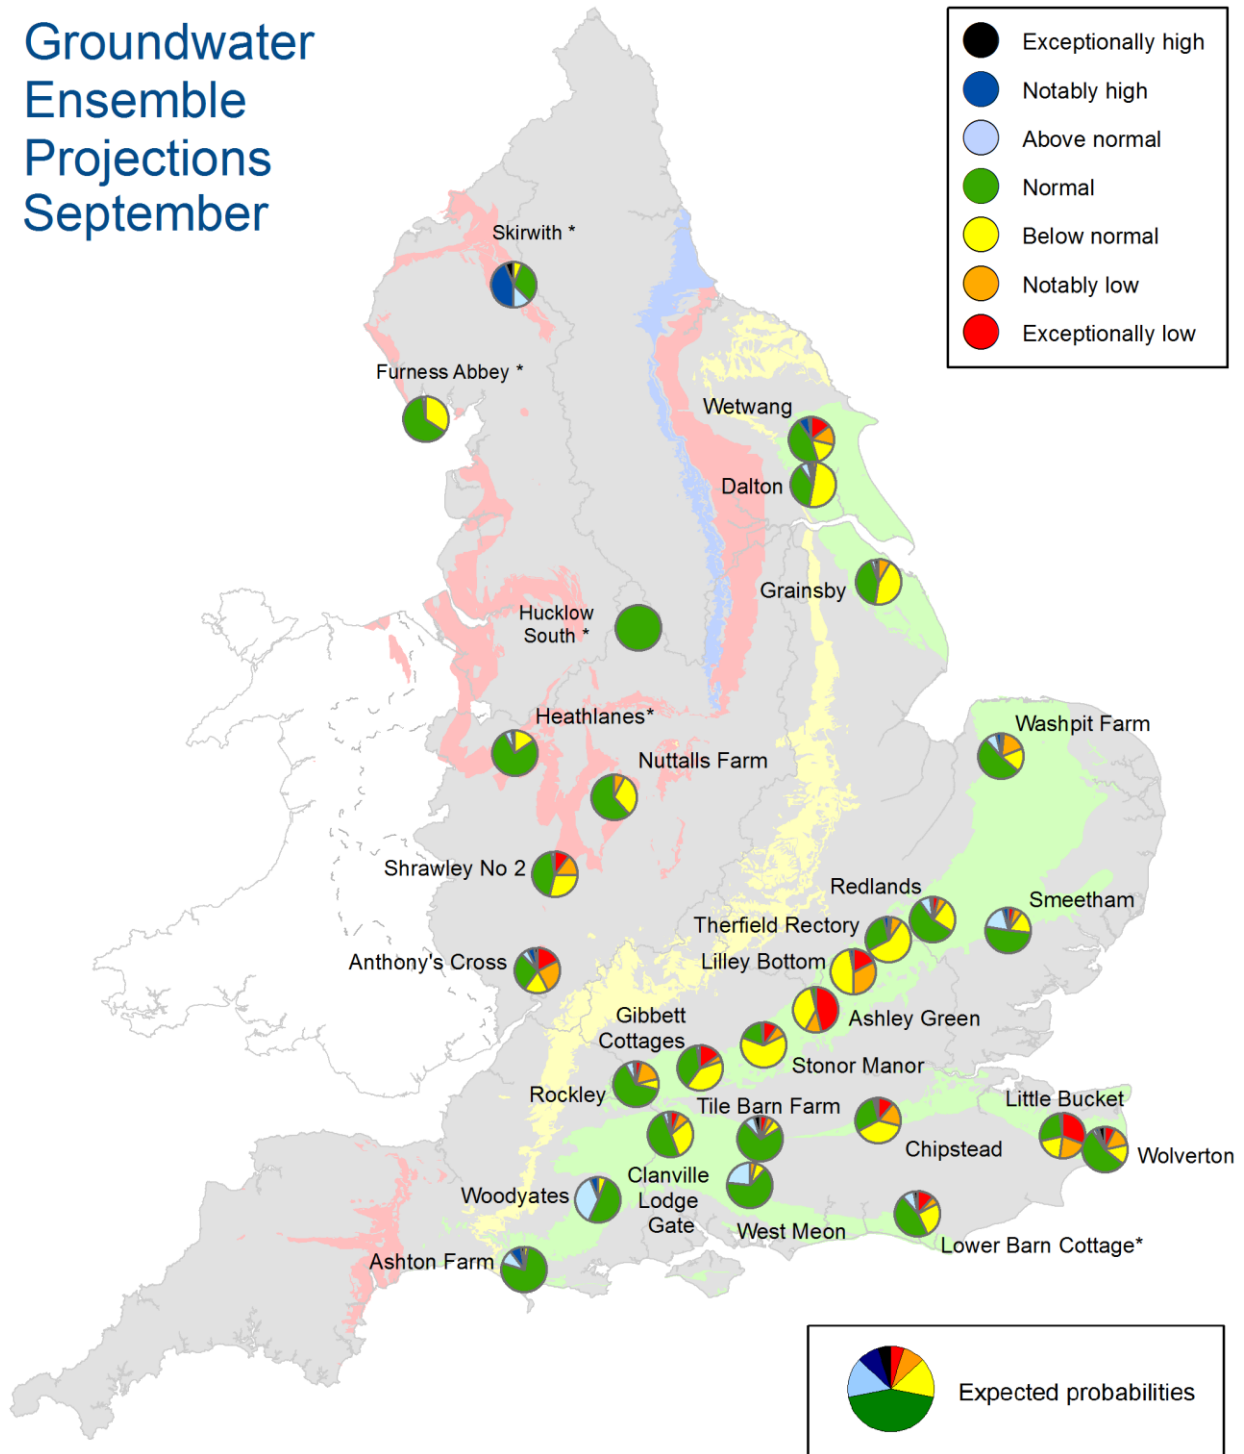 Groundwater
Ensemble
Projections
September
Exceptionally high
Notably high
Above normal
Normal
Below normal
Notably low
Exceptionally low
Skirwith *
Furness Abbey *
Wetwang
Dalton
Grainsby
Hucklow
South *
Heathlanes*
Nuttalls Farm
Washpit Farm
Shrawley No 2
Redlands
Smeetham
Therfield Rectory
Anthony's Cross
Lilley Bottom
Ashley Green
Gibbett
Cottages
Stonor Manor
Rockley
Tile Barn Farm
Little Bucket
Chipstead
Wolverton
Woodyates
Clanville
Lodge
Gate
West Meon
Lower Barn Cottage*
Ashton Farm
Expected probabilities